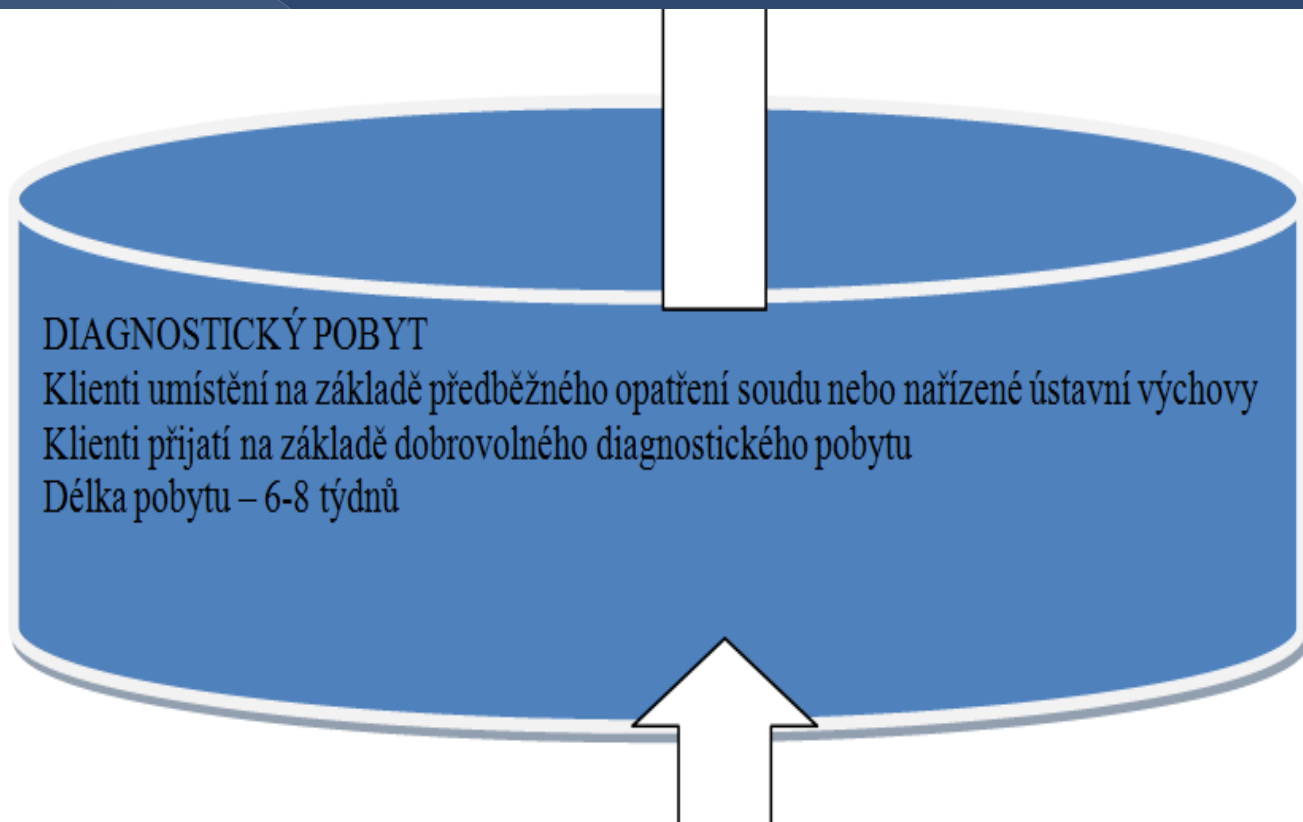 DIAGNOSTICKÝ POBYT
Klienti umístění na základě předběžného opatření soudu nebo nařízené ústavní výchovy
Klienti přijatí na základě dobrovolného diagnostického pobytu
Délka pobytu – 6-8 týdnů